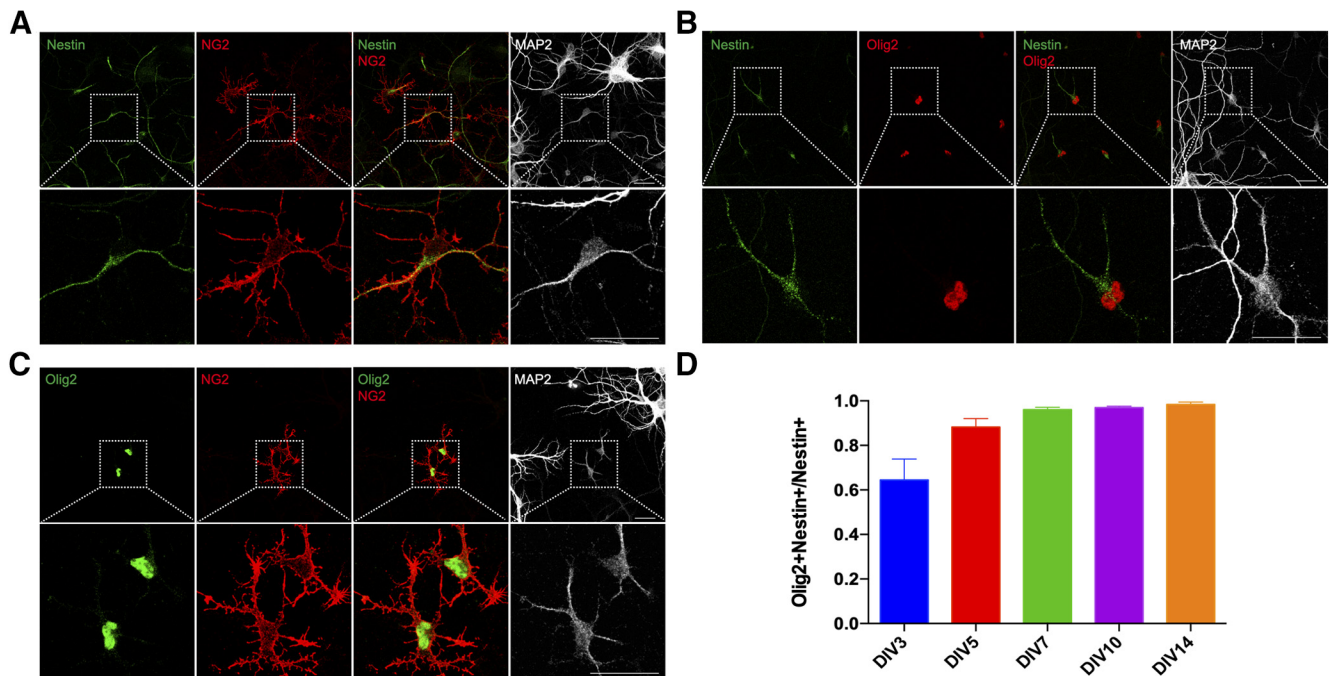 A
Nestin
NG2
Nestin
NG2
MAP2
B
Nestin
Olig2
Nestin
Olig2
MAP2
C
Olig2
NG2
Olig2
NG2
MAP2
D
Olig2+Nestin+/Nestin+
1.0
0.8
0.6
0.4
0.2
0.0
DIV3
DIV5
DIV7
DIV10
DIV14